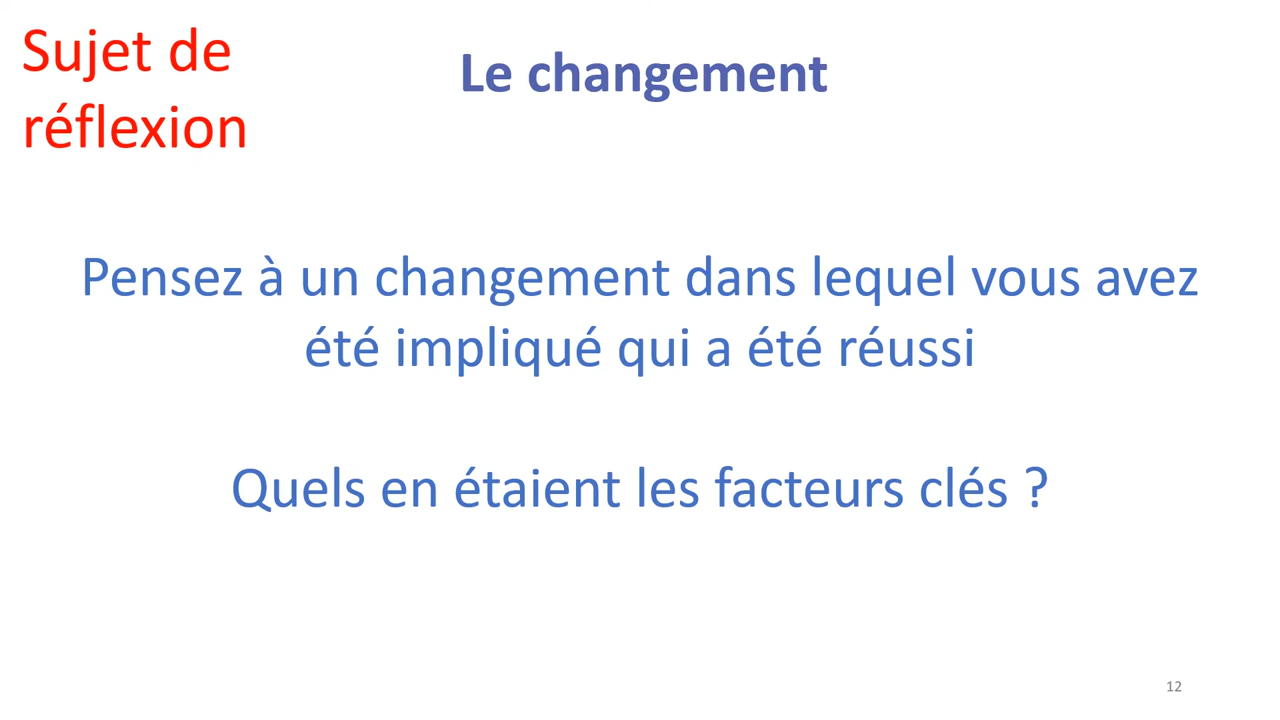 Sujet de
réflexion
Le changement
Pensez à un changement dans lequel vous avez
été impliqué qui a été réussi
Quels en étaient les facteurs clés ?
12